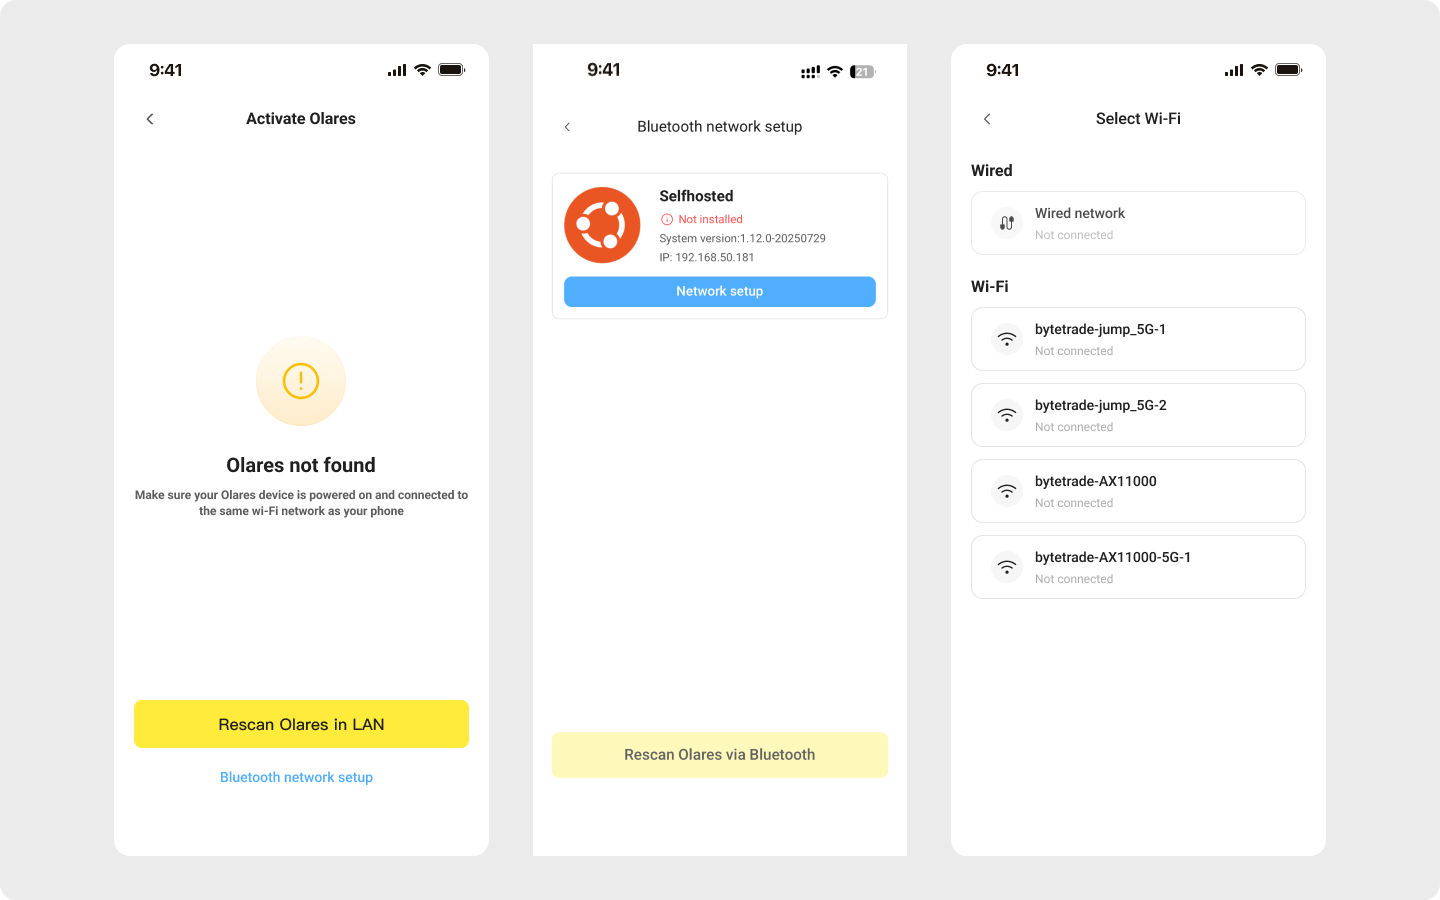 9:41
Activate Olares
Olares not found
Make sure your Olares device is powered on and connected to
the same wi-Fi network as your phone
Rescan Olares in LAN
Bluetooth network setup
9:41
21
Bluetooth network setup
Selfhosted
Not installed
System version:1.12.0-20250729
IP: 192.168.50.181
Network setup
Rescan Olares via Bluetooth
9:41
Select Wi-Fi
Wired
Wired network
Not connected
Wi-Fi
bytetrade-jump_5G-1
Not connected
bytetrade-jump_5G-2
Not connected
bytetrade-AX11000
Not connected
bytetrade-AX11000-5G-1
Not connected